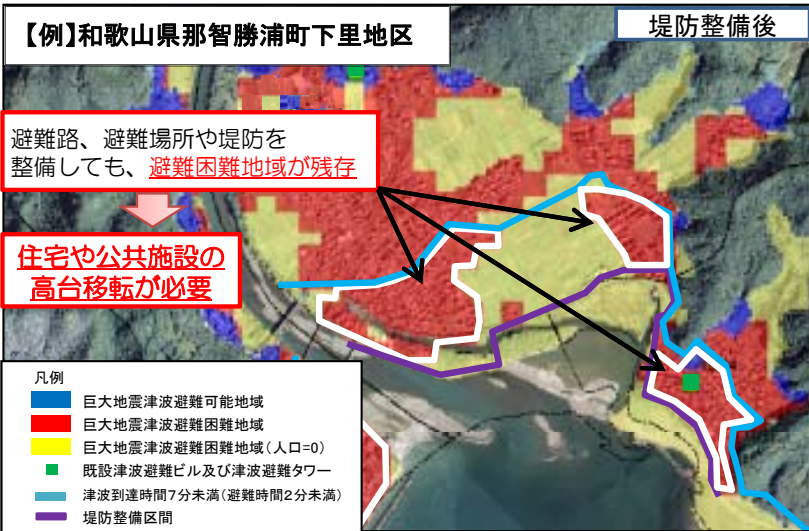 【例】和歌山県那智勝浦町下里地区
堤防整備後
避難路、避難場所や堤防を
整備しても、避難困難地域が残存
住宅や公共施設の
高台移転が必要
凡例
巨大地震津波避難可能地域
巨大地震津波避難困難地域
巨大地震津波避難困難地域(人口=0)
既設津波避難ビル及び津波避難タワー
津波到達時間7分未満(避難時間2分未満)
堤防整備区間